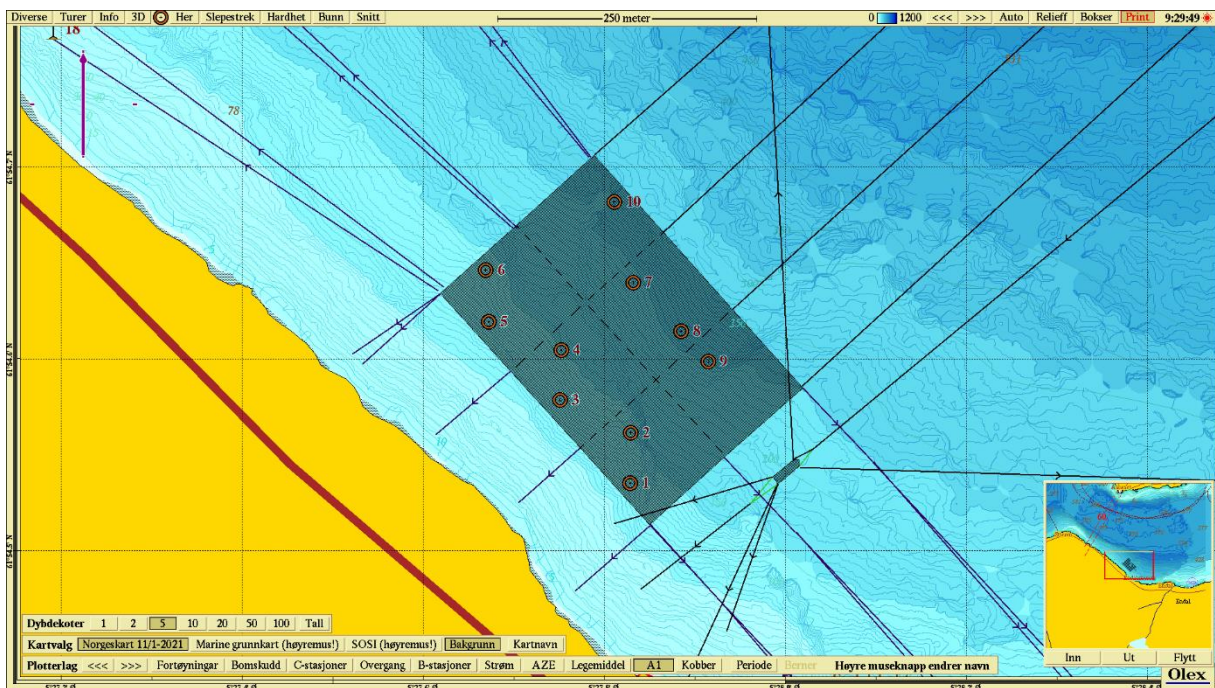 Diverse Turer Info 3D Her Slepestrek Hardhet Bunn Snitt 250 meter 0 1200 <<< >>> Auto Relieff Bokser Print 9:29:49
18
78
10
6
7
5
8
4
9
3
2
1
10
60
Dybdekoter 1 2 5 10 20 50 100 Tall
Kartvalg Norgeskart 11/1-2021 Marine grunnkart (høyremus!) SOSI (høyremus!) Bakgrunn Kartnavn
Plotterlag <<< >>> Fortøyningar Bomskudd C-stasjoner Overgang B-stasjoner Strøm AZE Legemiddel A1 Kobber Periode Berner Høyre museknapp endrer navn
Inn Ut Flytt
Olex